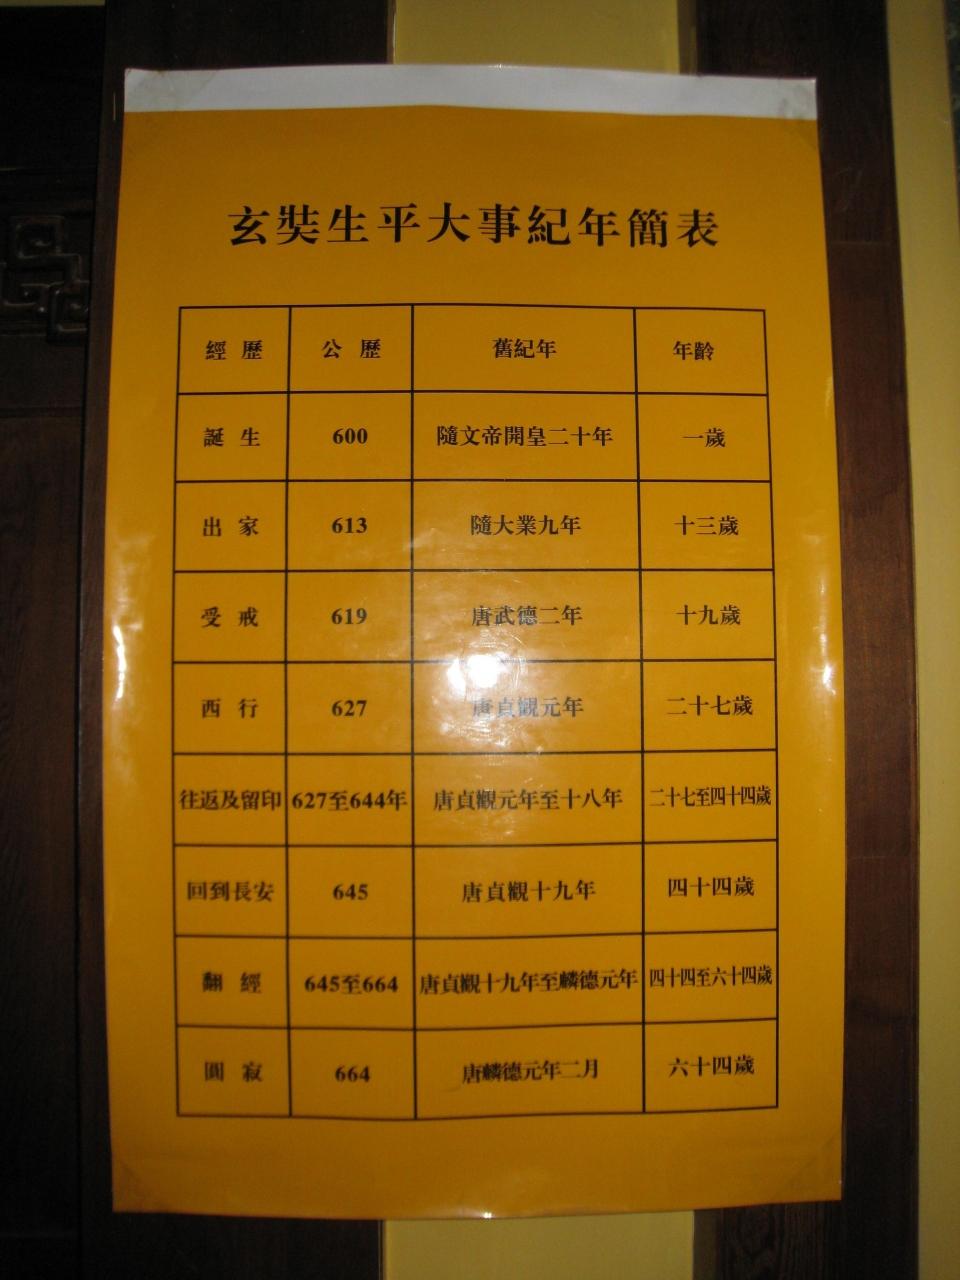 玄奘生平大事紀年簡表
經歷 公歷 舊紀年 年齡
誕生 600 隨文帝開皇二十年 一歲
出家 613 隨大業九年 十三歲
受戒 619 唐武德二年 十九歲
西行 627 唐貞觀元年 二十七歲
往返及留印 627至644年 唐貞觀元年至十八年 二十七至四十四歲
回到長安 645 唐貞觀十九年 四十四歲
翻經 645至664 唐貞觀十九年至麟德元年 四十四至六十四歲
圓寂 664 唐麟德元年二月 六十四歲